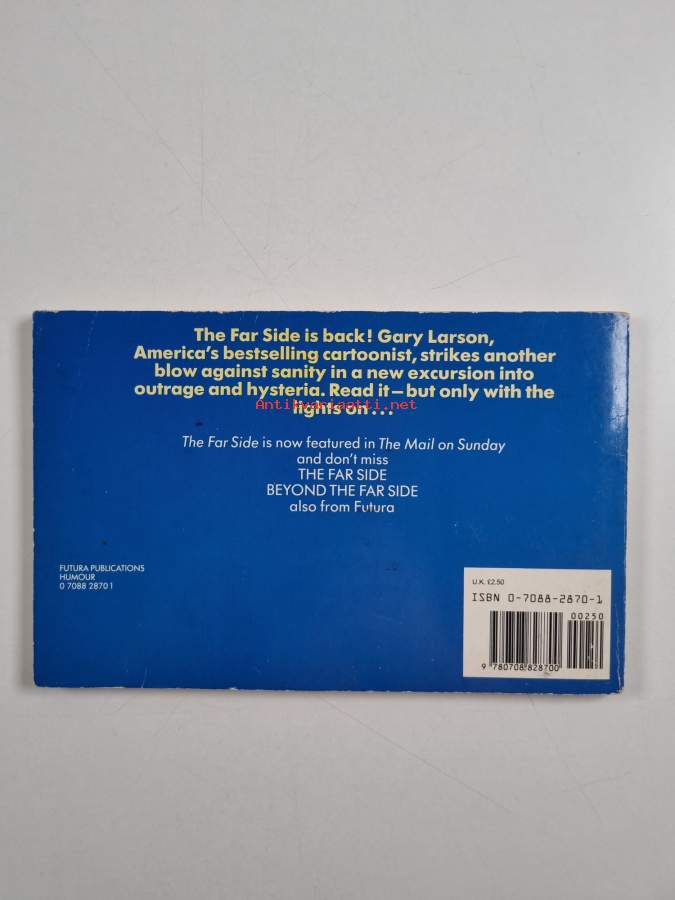 The Far Side is back! Gary Larson,
America's bestselling cartoonist, strikes another
blow against sanity in a new excursion into
outrage and hysteria. Read it—but only with the
lights on...
Antikvariaatti.net
The Far Side is now featured in The Mail on Sunday
and don't miss
THE FAR SIDE
BEYOND THE FAR SIDE
also from Futura
FUTURA PUBLICATIONS
HUMOUR
0 7088 2870 1
U.K. £2.50
ISBN 0-7088-2870-1
00250
9 780708 828700